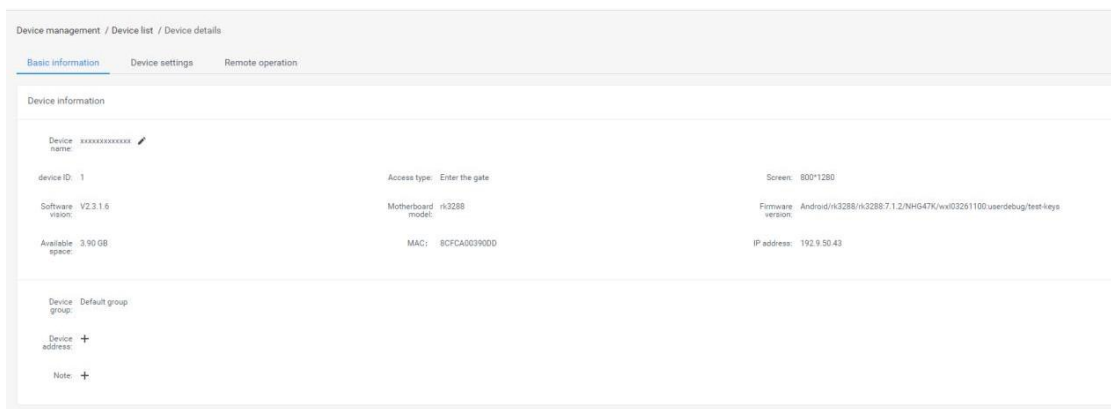 Device management / Device list / Device details
Basic information Device settings Remote operation
Device information
Device name: xxxxxxxxxxxxx
device ID: 1 Access type: Enter the gate Screen: 800*1280
Software vision: V2.3.1.6 Motherboard model: rk3288 Firmware version: Android/rk3288/rk3288:7.1.2/NHG47K/wxl03261100:userdebug/test-keys
Available space: 3.90 GB MAC: 8CFCA00390DD IP address: 192.9.50.43
Device group: Default group
Device address: +
Note: +